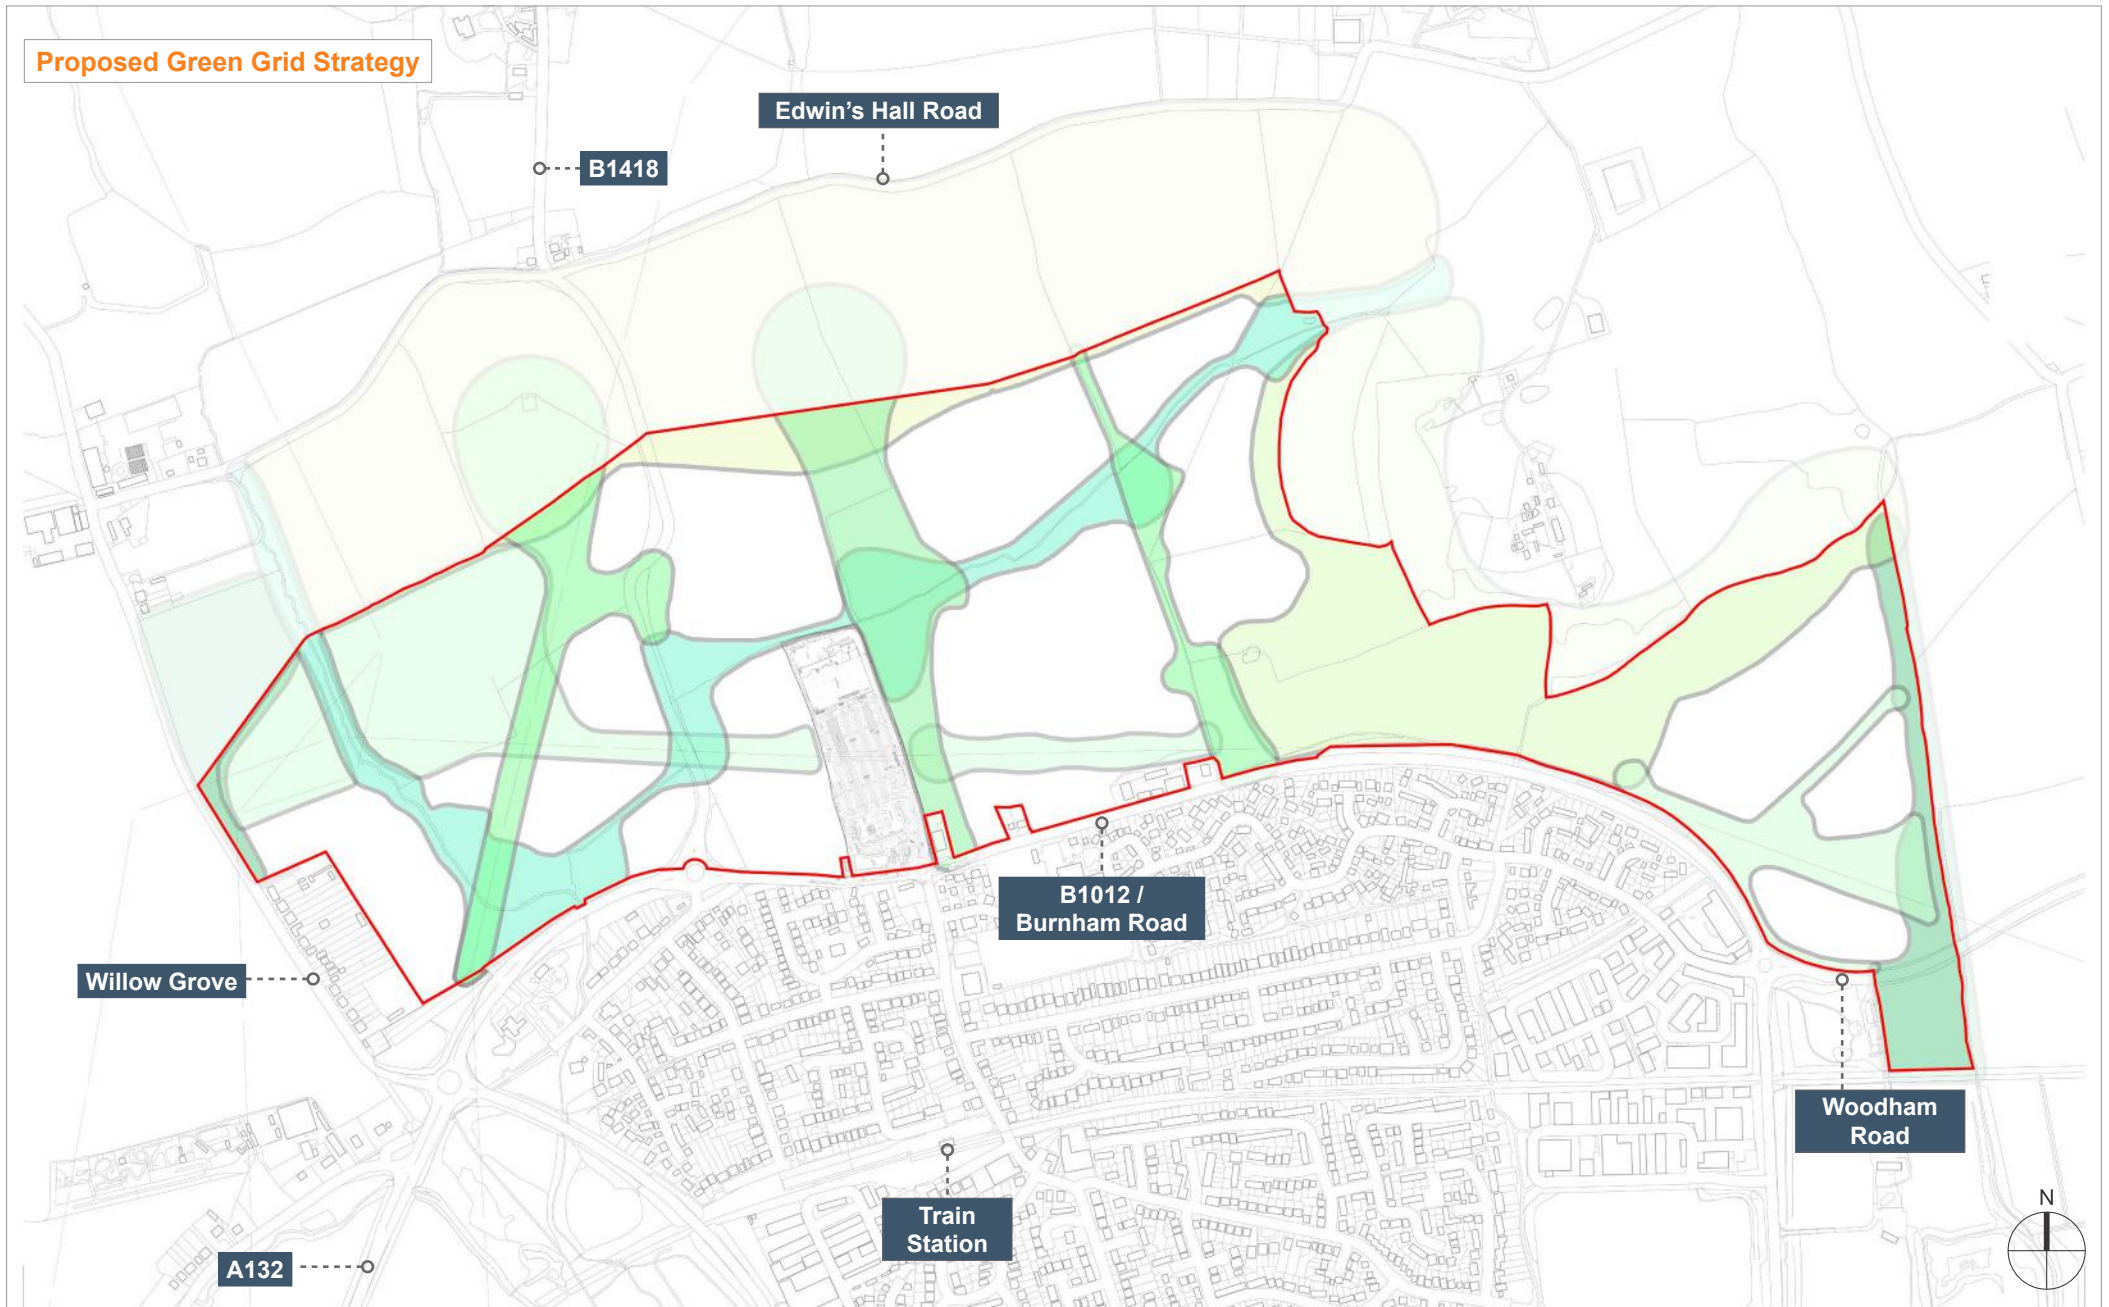 Proposed Green Grid Strategy
Edwin's Hall Road
B1418
B1012 /
Burnham Road
Willow Grove
Woodham
Road
Train
Station
A132
N